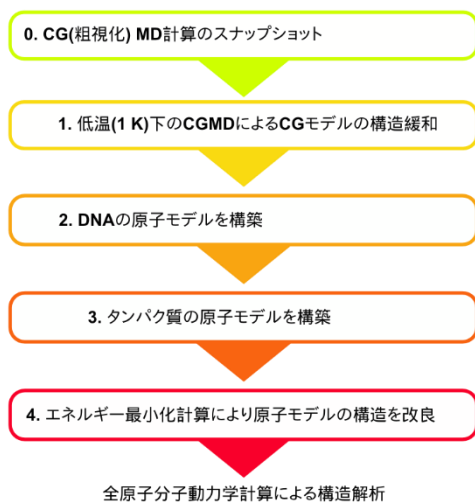 0. CG(粗視化) MD計算のスナップショット
1. 低温(1 K)下のCGMDによるCGモデルの構造緩和
2. DNAの原子モデルを構築
3. タンパク質の原子モデルを構築
4. エネルギー最小化計算により原子モデルの構造を改良
全原子分子動力学計算による構造解析